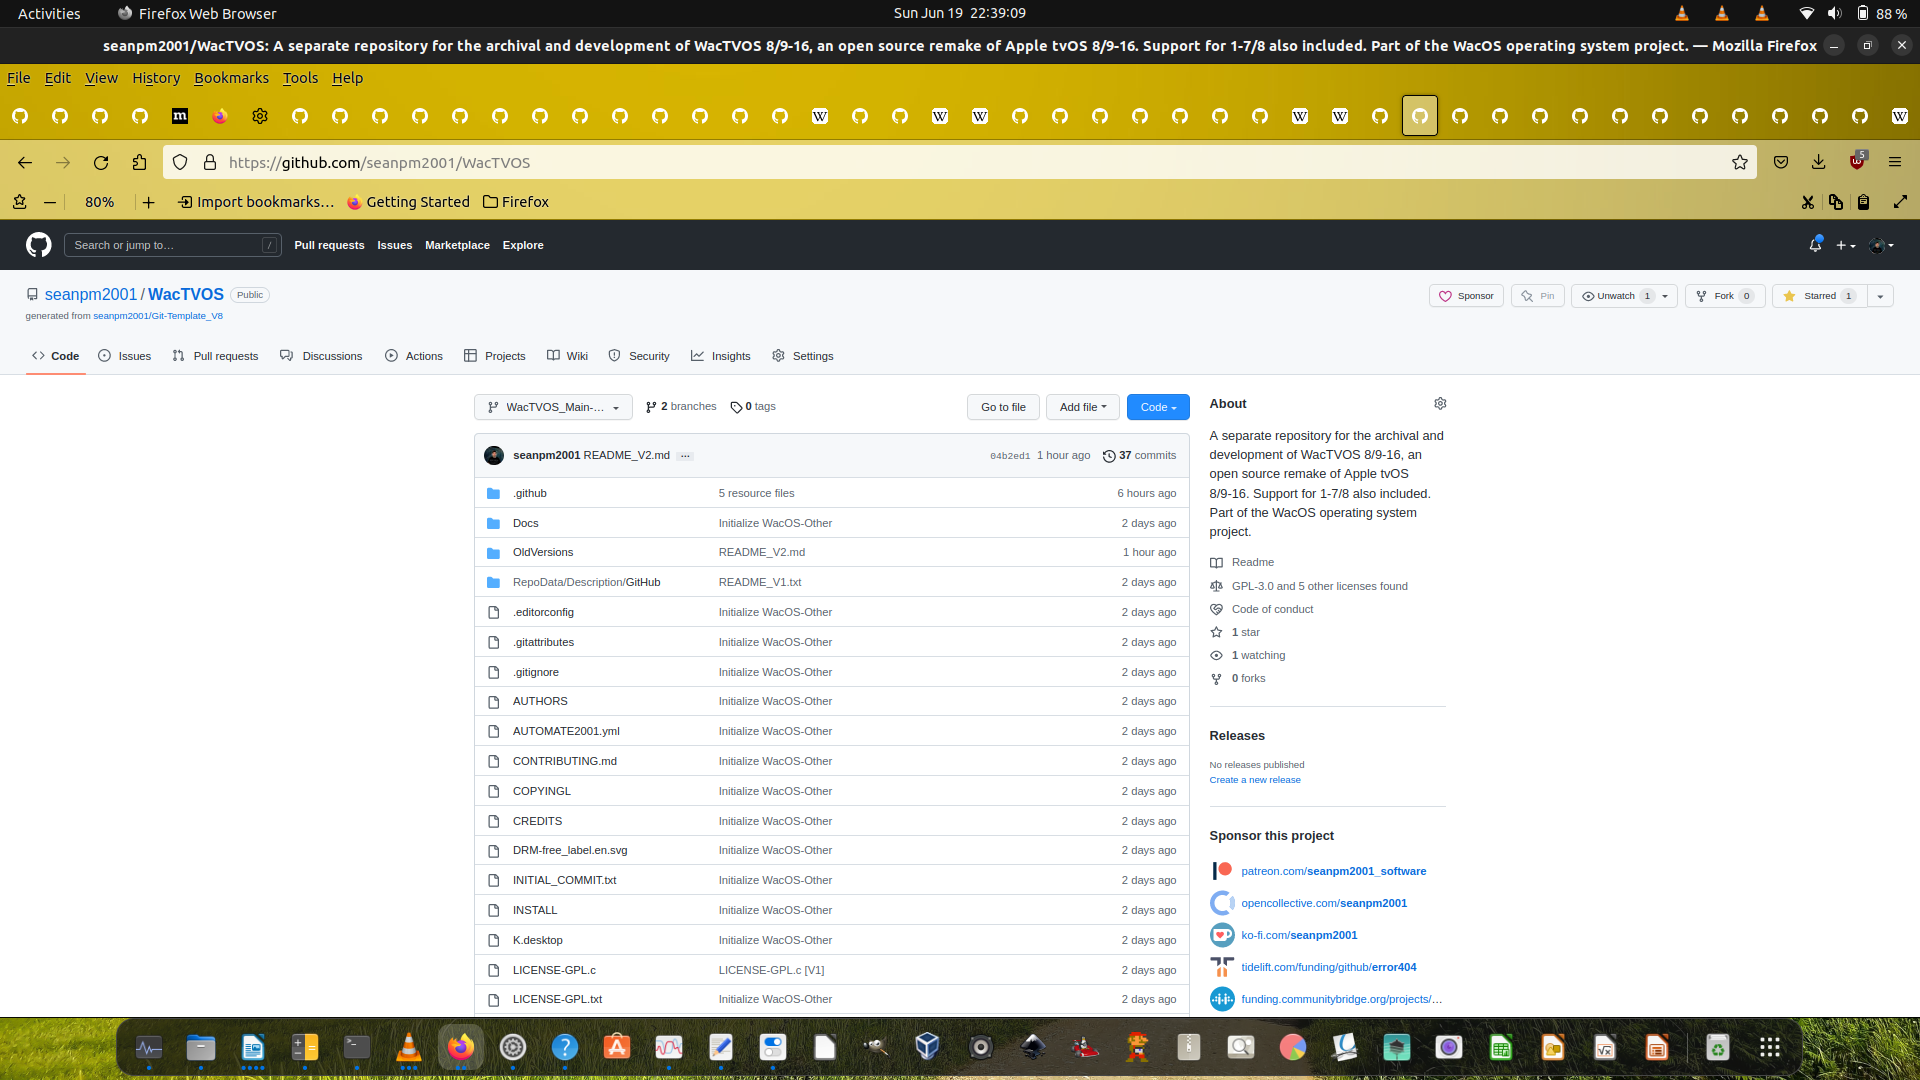 Activities
Firefox Web Browser
Sun Jun 19 22:39:09
88 %
seanpm2001/WacTVOS: A separate repository for the archival and development of WacTVOS 8/9-16, an open source remake of Apple tvOS 8/9-16. Support for 1-7/8 also included. Part of the WacOS operating system project. — Mozilla Firefox
File Edit View History Bookmarks Tools Help
https://github.com/seanpm2001/WacTVOS
5
80%
Import bookmarks…
Getting Started
Firefox
Search or jump to…
/
Pull requests
Issues
Marketplace
Explore
seanpm2001 / WacTVOS
Public
generated from seanpm2001/Git-Template_V8
Sponsor
Pin
Unwatch 1
Fork 0
Starred 1
Code
Issues
Pull requests
Discussions
Actions
Projects
Wiki
Security
Insights
Settings
WacTVOS_Main-...
2 branches
0 tags
Go to file
Add file
Code
seanpm2001 README_V2.md ...
04b2ed1 1 hour ago
37 commits
.github 5 resource files 6 hours ago
Docs Initialize WacOS-Other 2 days ago
OldVersions README_V2.md 1 hour ago
RepoData/Description/GitHub README_V1.txt 2 days ago
.editorconfig Initialize WacOS-Other 2 days ago
.gitattributes Initialize WacOS-Other 2 days ago
.gitignore Initialize WacOS-Other 2 days ago
AUTHORS Initialize WacOS-Other 2 days ago
AUTOMATE2001.yml Initialize WacOS-Other 2 days ago
CONTRIBUTING.md Initialize WacOS-Other 2 days ago
COPYINGL Initialize WacOS-Other 2 days ago
CREDITS Initialize WacOS-Other 2 days ago
DRM-free_label.en.svg Initialize WacOS-Other 2 days ago
INITIAL_COMMIT.txt Initialize WacOS-Other 2 days ago
INSTALL Initialize WacOS-Other 2 days ago
K.desktop Initialize WacOS-Other 2 days ago
LICENSE-GPL.c LICENSE-GPL.c [V1] 2 days ago
LICENSE-GPL.txt Initialize WacOS-Other 2 days ago
About
A separate repository for the archival and
development of WacTVOS 8/9-16, an
open source remake of Apple tvOS
8/9-16. Support for 1-7/8 also included.
Part of the WacOS operating system
project.
Readme
GPL-3.0 and 5 other licenses found
Code of conduct
1 star
1 watching
0 forks
Releases
No releases published
Create a new release
Sponsor this project
patreon.com/seanpm2001_software
opencollective.com/seanpm2001
ko-fi.com/seanpm2001
tidelift.com/funding/github/error404
funding.communitybridge.org/projects/...